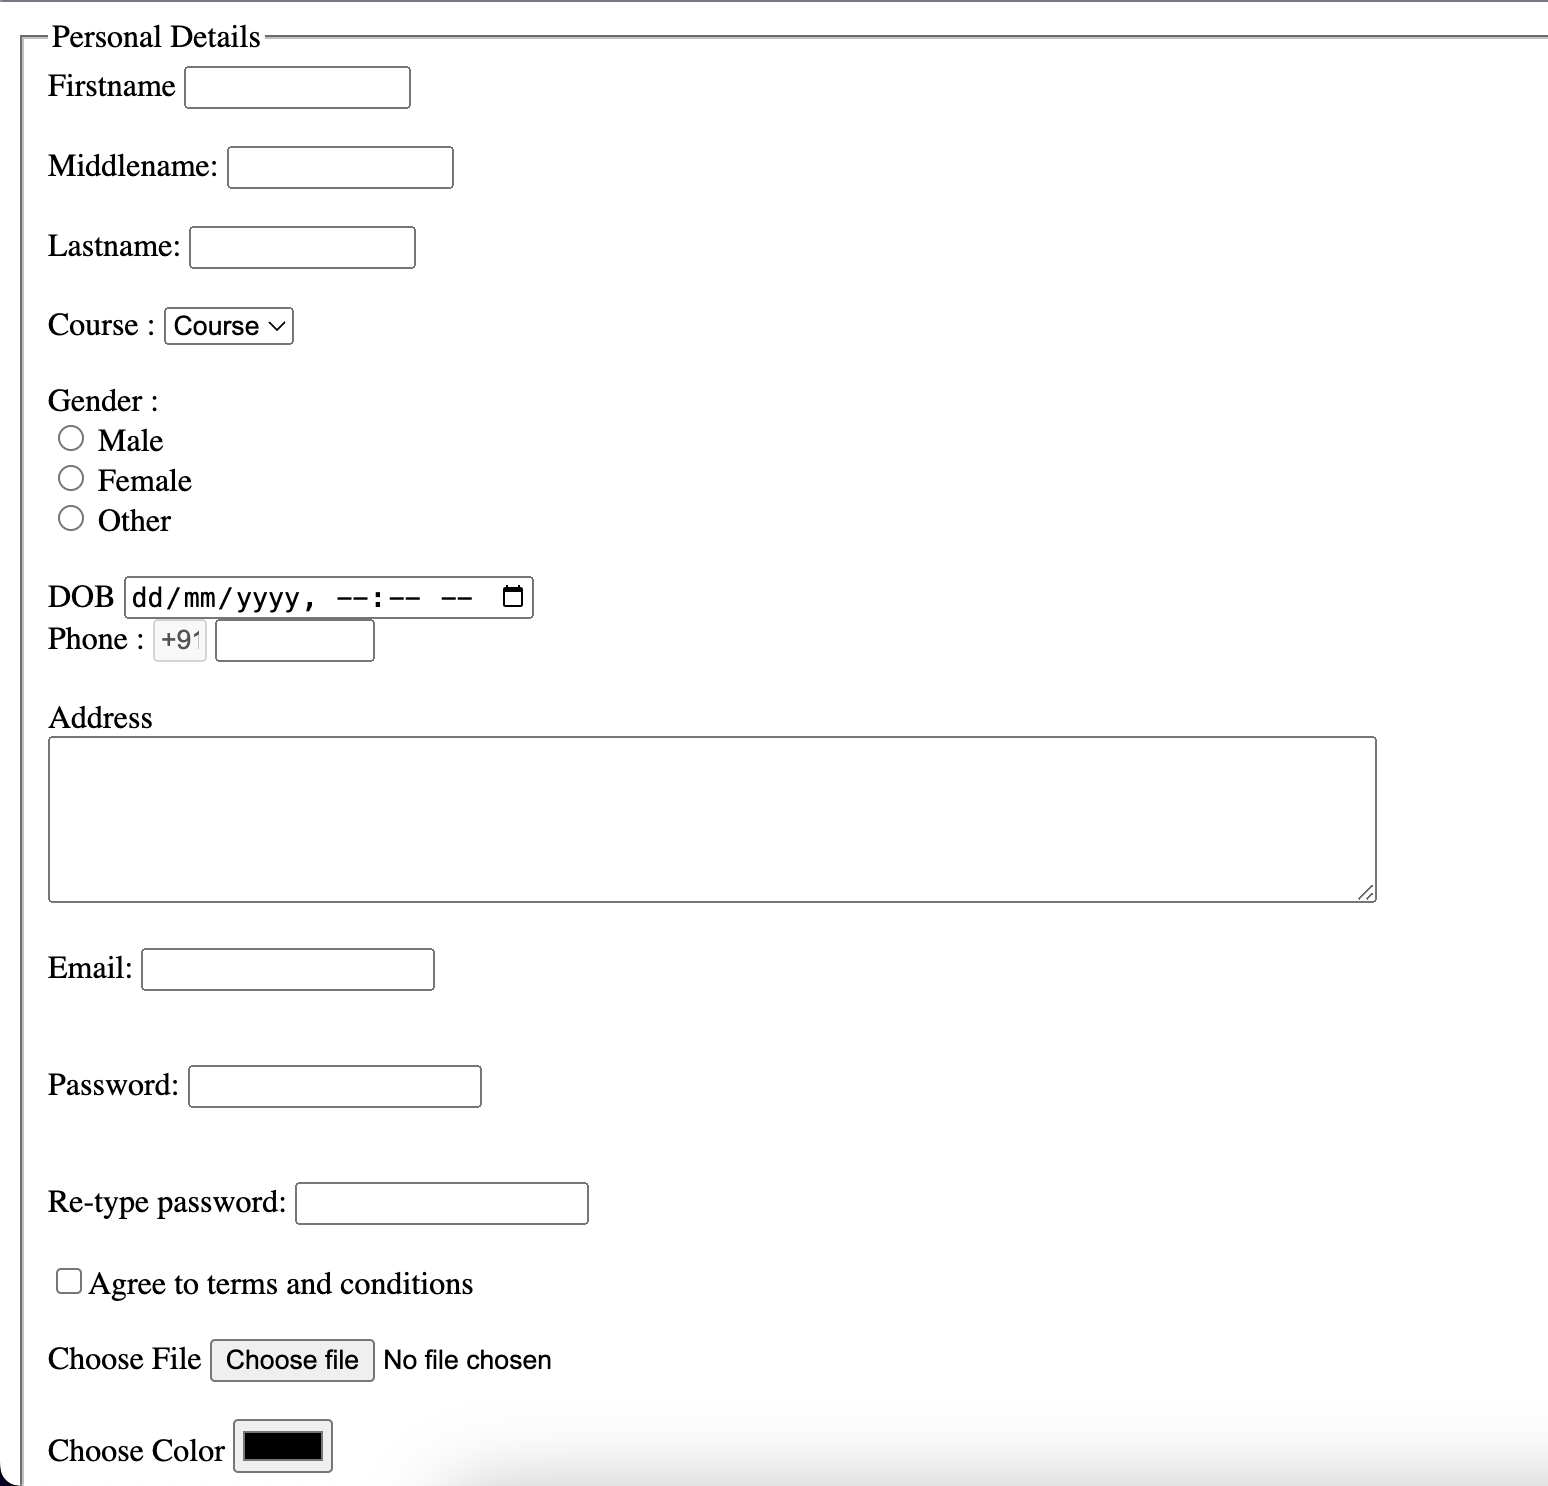 Personal Details
Firstname
Middlename:
Lastname:
Course : Course
Gender :
Male
Female
Other
DOB dd/mm/yyyy, --:-- --
Phone : +91
Address
Email:
Password:
Re-type password:
Agree to terms and conditions
Choose File Choose file No file chosen
Choose Color